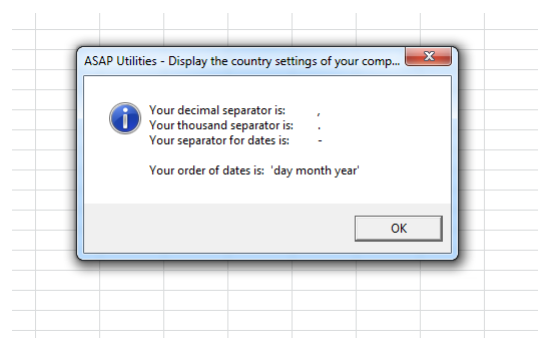 ASAP Utilities - Display the country settings of your comp...
Your decimal separator is: ,
Your thousand separator is: .
Your separator for dates is: -
Your order of dates is: 'day month year'
OK